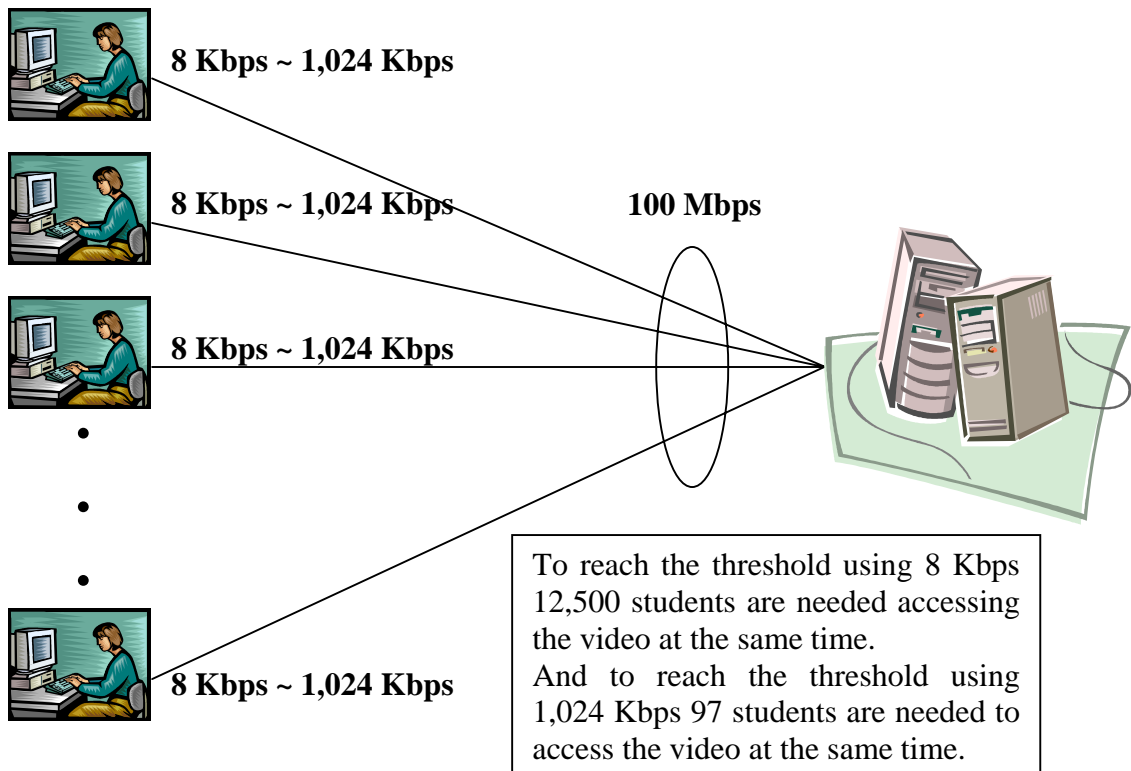 8 Kbps ~ 1,024 Kbps
8 Kbps ~ 1,024 Kbps
100 Mbps
8 Kbps ~ 1,024 Kbps
8 Kbps ~ 1,024 Kbps
To reach the threshold using 8 Kbps
12,500 students are needed accessing
the video at the same time.
And to reach the threshold using
1,024 Kbps 97 students are needed to
access the video at the same time.